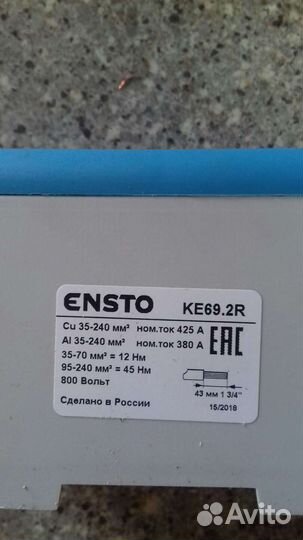 ENSTO KE69.2R
Cu 35-240 мм² ном.ток 425 А
Al 35-240 мм² ном.ток 380 А
35-70 мм² = 12 Нм
95-240 мм² = 45 Нм
800 Вольт
Сделано в России
EAC
43 мм 1 3/4"
15/2018
Avito